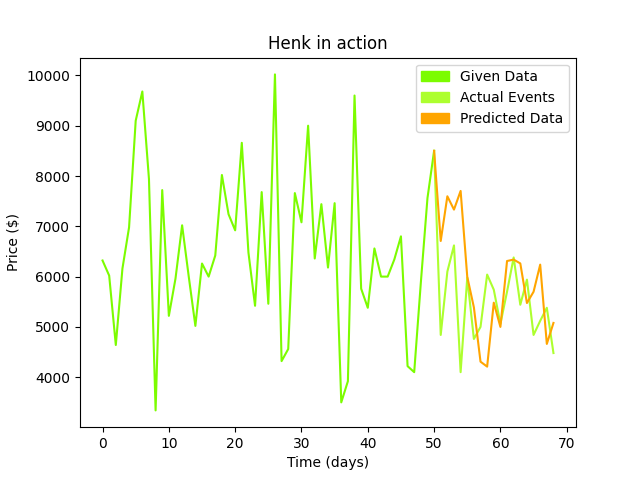 Henk in action
Given Data
Actual Events
Predicted Data
Price ($)
10000
9000
8000
7000
6000
5000
4000
0 10 20 30 40 50 60 70
Time (days)